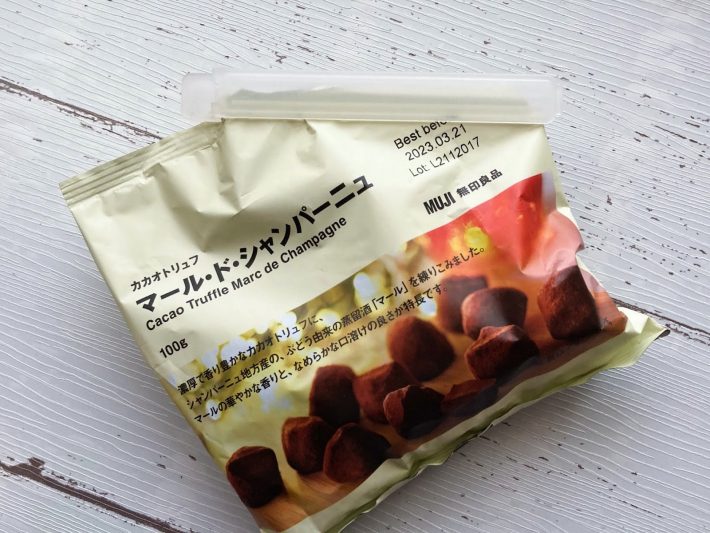 Best before
2023.03.21
Lot: L2112017
MUJI 無印良品
カカオトリュフ
マール・ド・シャンパーニュ
Cacao Truffle Marc de Champagne
100g
濃厚で香り豊かなカカオトリュフに、
シャンパーニュ地方産の、ぶどう由来の蒸留酒「マール」を練りこみました。
マールの華やかな香りと、なめらかな口溶けの良さが特長です。